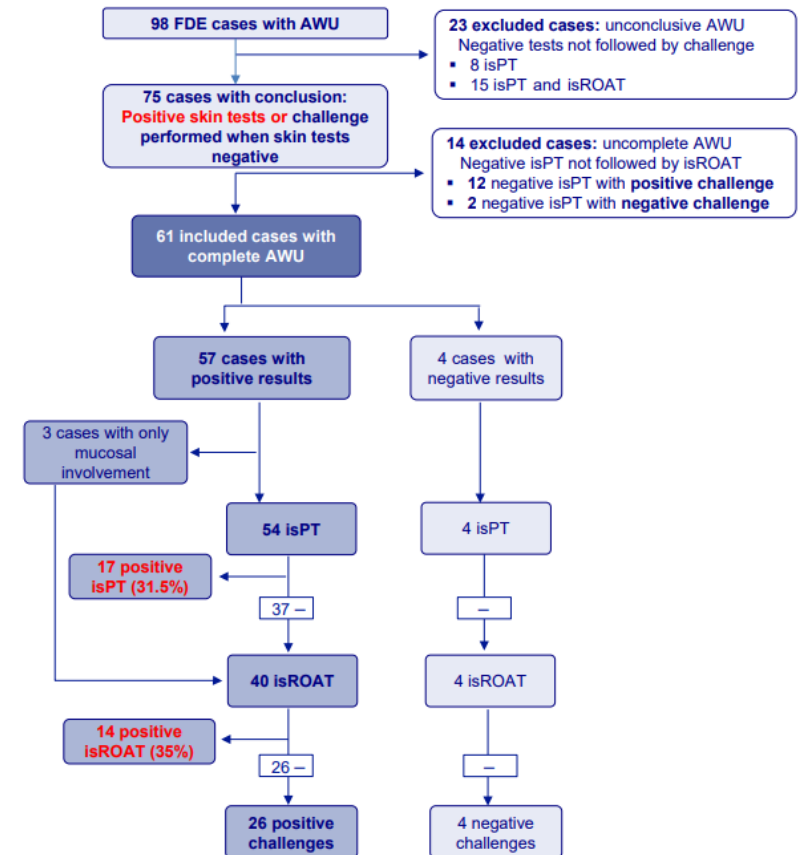 98 FDE cases with AWU
23 excluded cases: unconclusive AWU
Negative tests not followed by challenge
▪ 8 isPT
▪ 15 isPT and isROAT
75 cases with conclusion:
Positive skin tests or challenge
performed when skin tests
negative
14 excluded cases: uncomplete AWU
Negative isPT not followed by isROAT
▪ 12 negative isPT with positive challenge
▪ 2 negative isPT with negative challenge
61 included cases with
complete AWU
57 cases with
positive results
4 cases with
negative results
3 cases with only
mucosal
involvement
54 isPT
4 isPT
17 positive
isPT (31.5%)
37 –
–
40 isROAT
4 isROAT
14 positive
isROAT (35%)
26 –
–
26 positive
challenges
4 negative
challenges